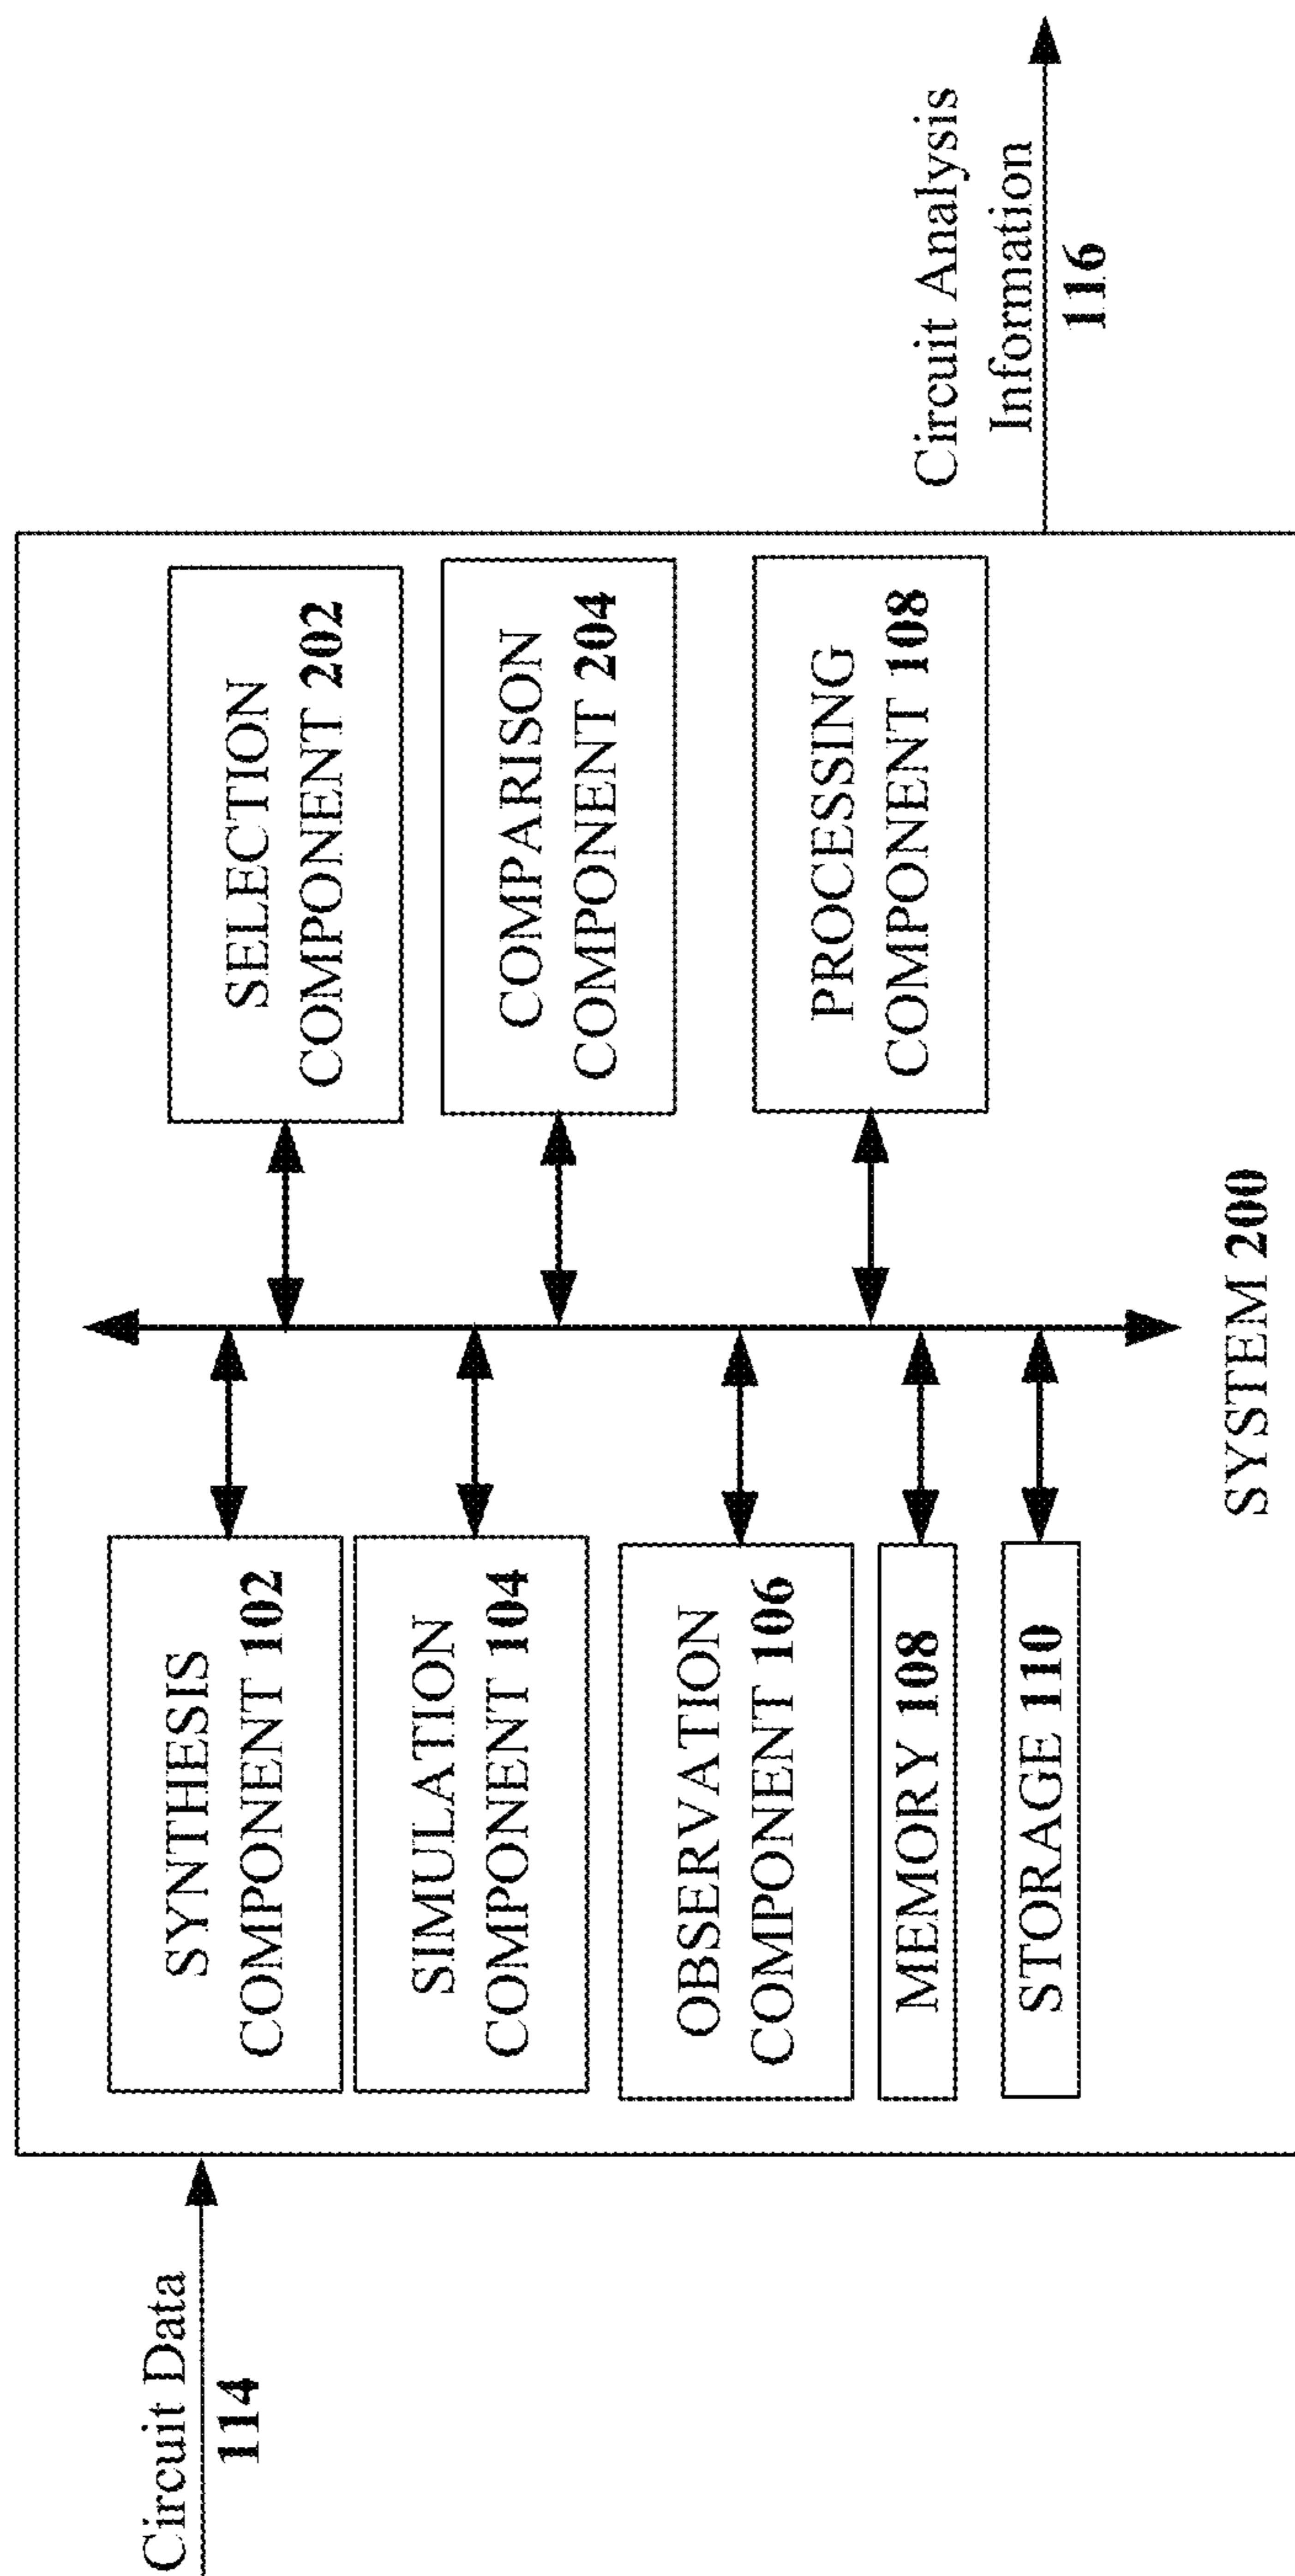 Circuit Data
114
SYNTHESIS
COMPONENT 102
SIMULATION
COMPONENT 104
OBSERVATION
COMPONENT 106
MEMORY 108
STORAGE 110
SELECTION
COMPONENT 202
COMPARISON
COMPONENT 204
PROCESSING
COMPONENT 108
SYSTEM 200
Circuit Analysis
Information
116